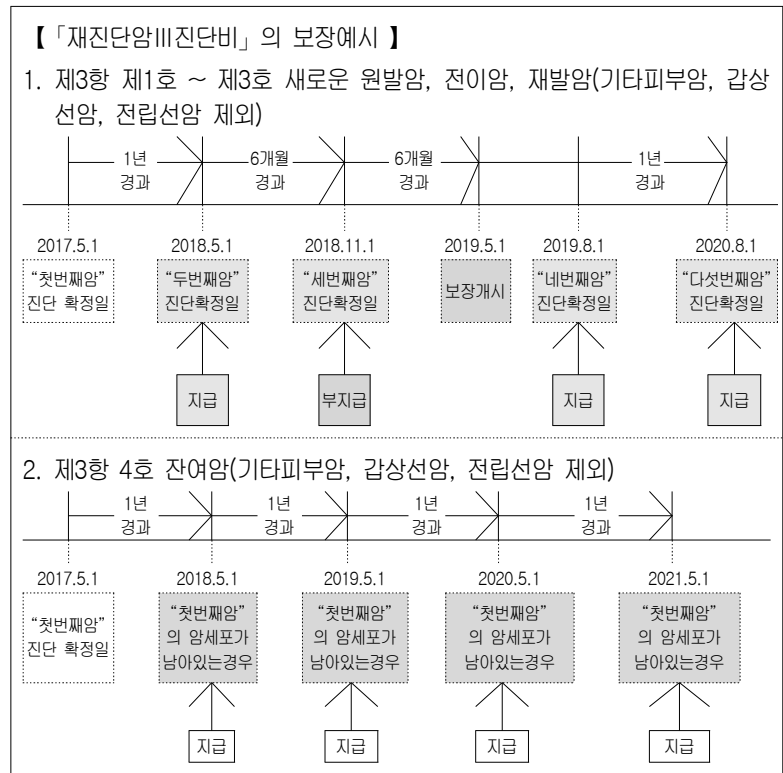 【「재진단암Ⅲ진단비」의 보장예시 】
1. 제3항 제1호 ~ 제3호 새로운 원발암, 전이암, 재발암(기타피부암, 갑상
선암, 전립선암 제외)
1년 6개월 6개월 1년
경과 경과 경과 경과
2017.5.1 2018.5.1 2018.11.1 2019.5.1 2019.8.1 2020.8.1
“첫번째암” “두번째암” “세번째암” 보장개시 “네번째암” “다섯번째암”
진단 확정일 진단확정일 진단확정일 진단확정일 진단확정일
지급 부지급 지급 지급
2. 제3항 4호 잔여암(기타피부암, 갑상선암, 전립선암 제외)
1년 1년 1년 1년
경과 경과 경과 경과
2017.5.1 2018.5.1 2019.5.1 2020.5.1 2021.5.1
“첫번째암” “첫번째암” “첫번째암” “첫번째암” “첫번째암”
진단 확정일 의 암세포가 의 암세포가 의 암세포가 의 암세포가
남아있는경우 남아있는경우 남아있는경우 남아있는경우
지급 지급 지급 지급